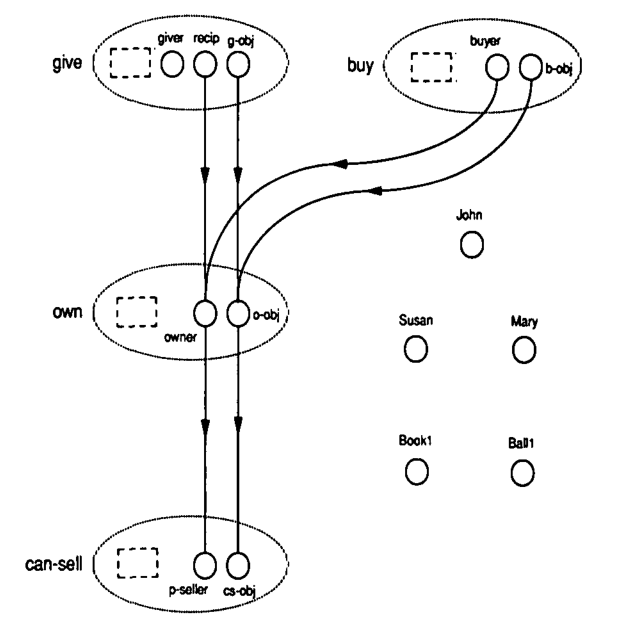 giver recip g-obj
give
buyer
buy
b-obj
John
own
owner
o-obj
Susan
Mary
Book1
Ball1
can-sell
p-seller
cs-obj